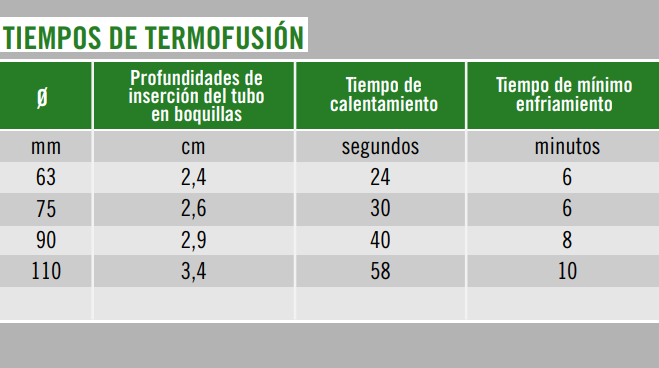 TIEMPOS DE TERMOFUSIÓN
Ø
Profundidades de
inserción del tubo
en boquillas
Tiempo de
calentamiento
Tiempo de mínimo
enfriamiento
mm cm segundos minutos
63 2,4 24 6
75 2,6 30 6
90 2,9 40 8
110 3,4 58 10